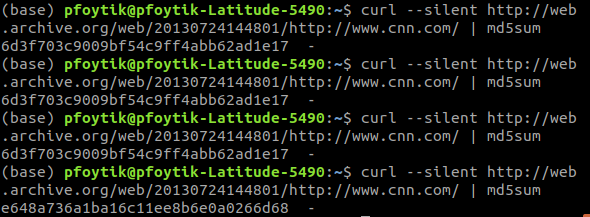 (base) pfoytik@pfoytik-Latitude-5490:~$ curl --silent http://web
.archive.org/web/20130724144801/http://www.cnn.com/ | md5sum
6d3f703c9009bf54c9ff4abb62ad1e17  -
(base) pfoytik@pfoytik-Latitude-5490:~$ curl --silent http://web
.archive.org/web/20130724144801/http://www.cnn.com/ | md5sum
6d3f703c9009bf54c9ff4abb62ad1e17  -
(base) pfoytik@pfoytik-Latitude-5490:~$ curl --silent http://web
.archive.org/web/20130724144801/http://www.cnn.com/ | md5sum
6d3f703c9009bf54c9ff4abb62ad1e17  -
(base) pfoytik@pfoytik-Latitude-5490:~$ curl --silent http://web
.archive.org/web/20130724144801/http://www.cnn.com/ | md5sum
e648a736a1ba16c11ee8b6e0a0266d68  -